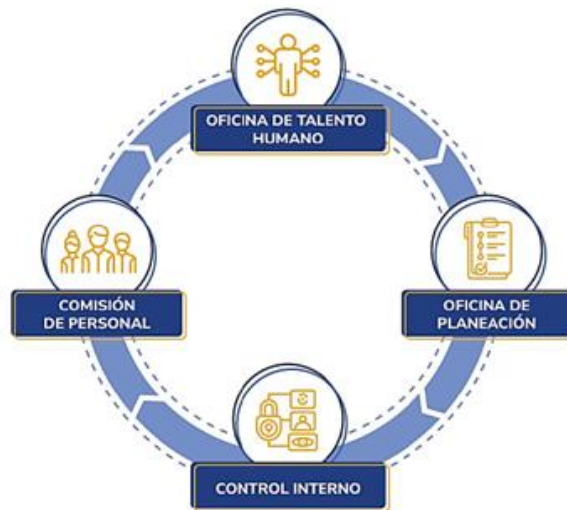 OFICINA DE TALENTO
HUMANO
COMISIÓN
DE PERSONAL
OFICINA DE
PLANEACIÓN
CONTROL INTERNO